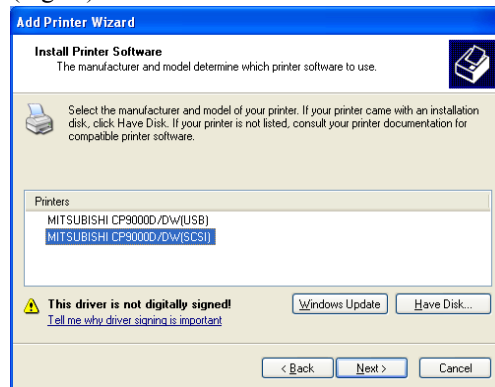 Add Printer Wizard
Install Printer Software
The manufacturer and model determine which printer software to use.
Select the manufacturer and model of your printer. If your printer came with an installation
disk, click Have Disk. If your printer is not listed, consult your printer documentation for
compatible printer software.
Printers
MITSUBISHI CP9000D/DW(USB)
MITSUBISHI CP9000D/DW(SCSI)
This driver is not digitally signed!
Tell me why driver signing is important
Windows Update
Have Disk...
< Back
Next >
Cancel